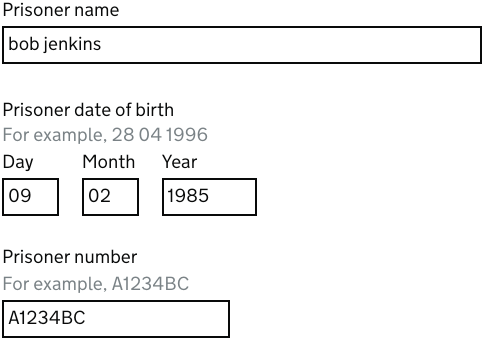 Prisoner name
bob jenkins
Prisoner date of birth
For example, 28 04 1996
Day Month Year
09 02 1985
Prisoner number
For example, A1234BC
A1234BC